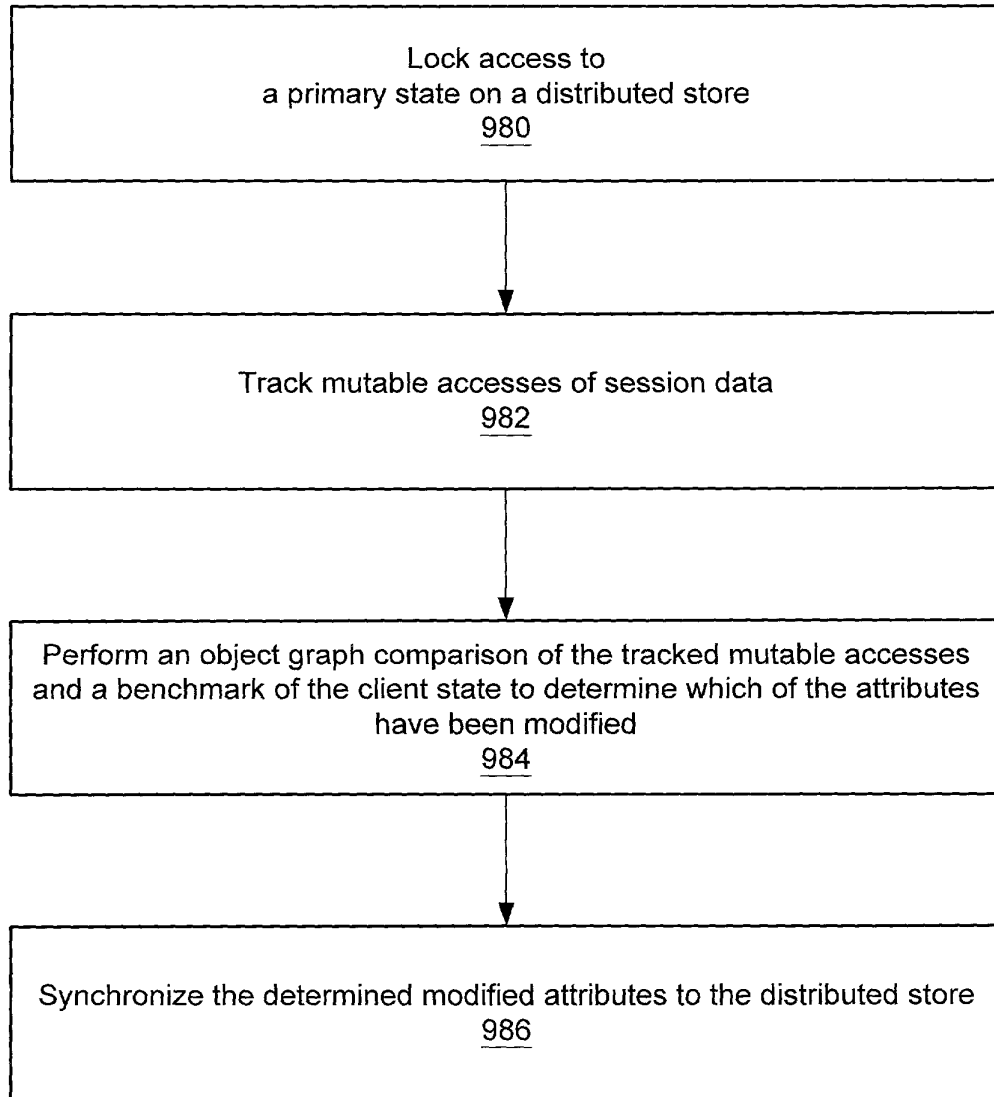 Lock access to
a primary state on a distributed store
980
Track mutable accesses of session data
982
Perform an object graph comparison of the tracked mutable accesses
and a benchmark of the client state to determine which of the attributes
have been modified
984
Synchronize the determined modified attributes to the distributed store
986